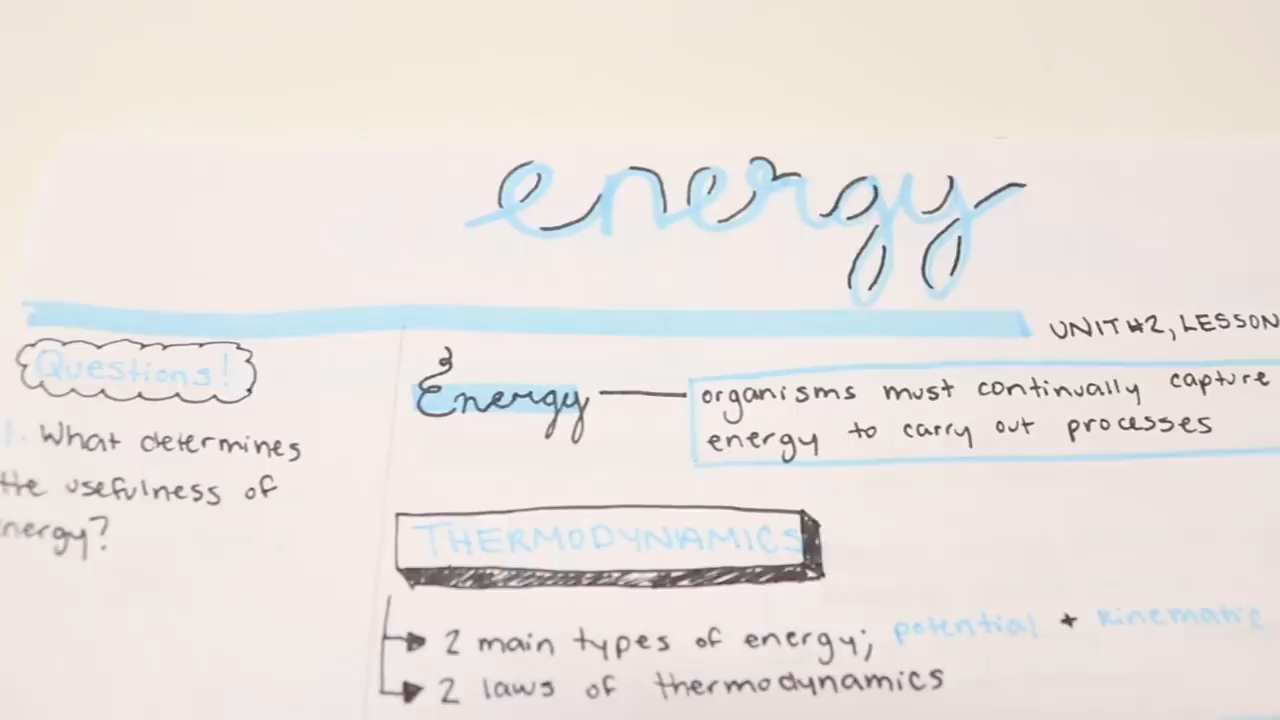 energy
UNIT #2, LESSON
Questions!
1. What determines
the usefulness of
energy?
Energy
organisms must continually capture
energy to carry out processes
THERMODYNAMICS
2 main types of energy; potential + kinematic
2 laws of thermodynamics